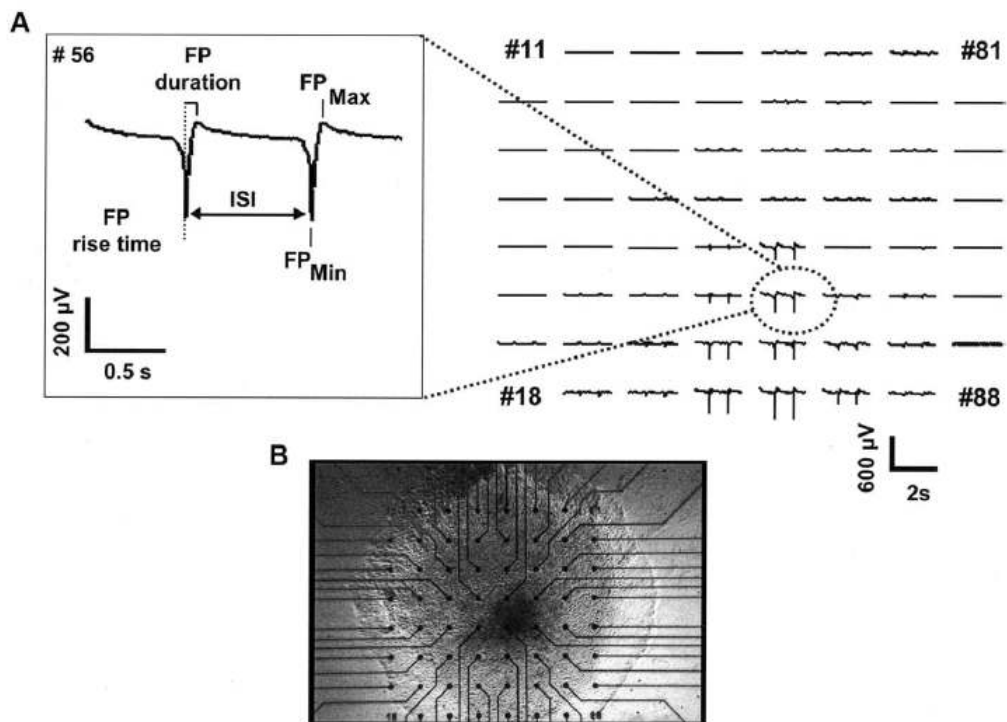 A
# 56
FP
duration
FP
Max
ISI
FP
rise time
FP
Min
200 µV
0.5 s
#11
#81
#18
#88
600 µV
2s
B